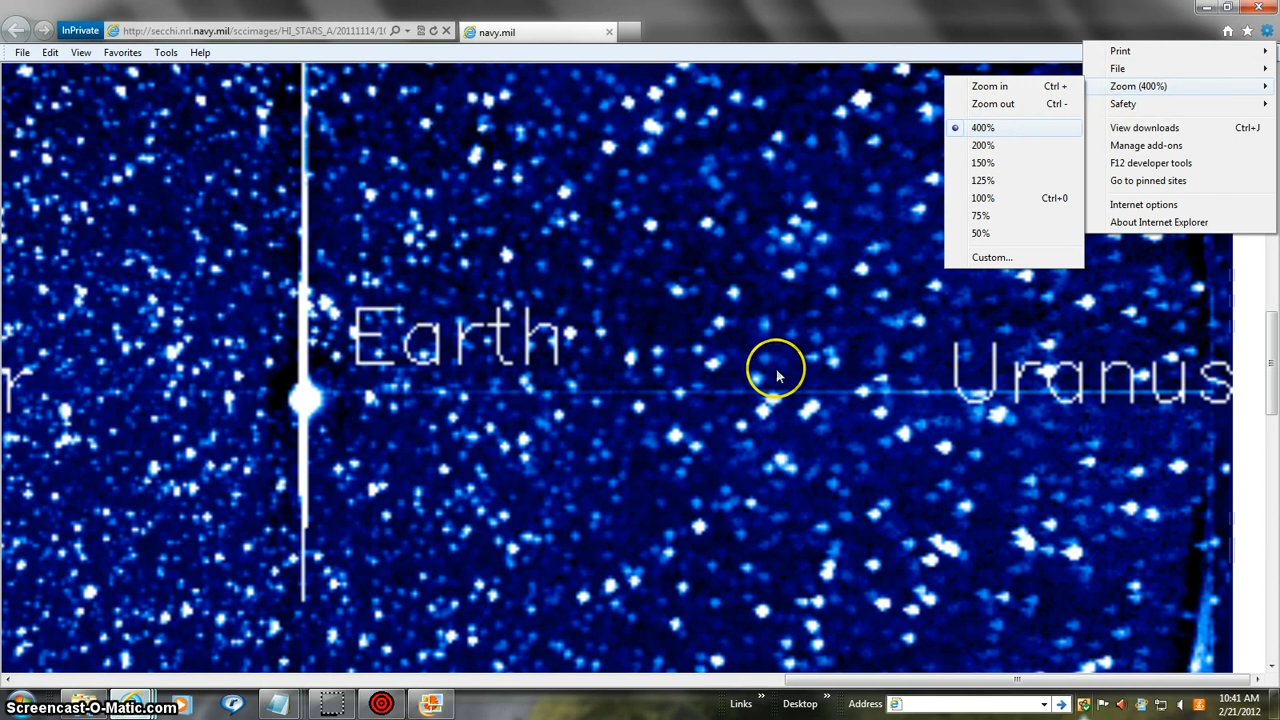 InPrivate
http://secchi.nrl.navy.mil/sccimages/HI_STARS_A/20111114/1(
navy.mil
File Edit View Favorites Tools Help
Print
File
Zoom (400%)
Safety
View downloads Ctrl+J
Manage add-ons
F12 developer tools
Go to pinned sites
Internet options
About Internet Explorer
Zoom in Ctrl +
Zoom out Ctrl -
400%
200%
150%
125%
100% Ctrl+0
75%
50%
Custom...
r Earth Uranus
Links » Desktop » Address
10:41 AM
2/21/2012
Screencast-O-Matic.com